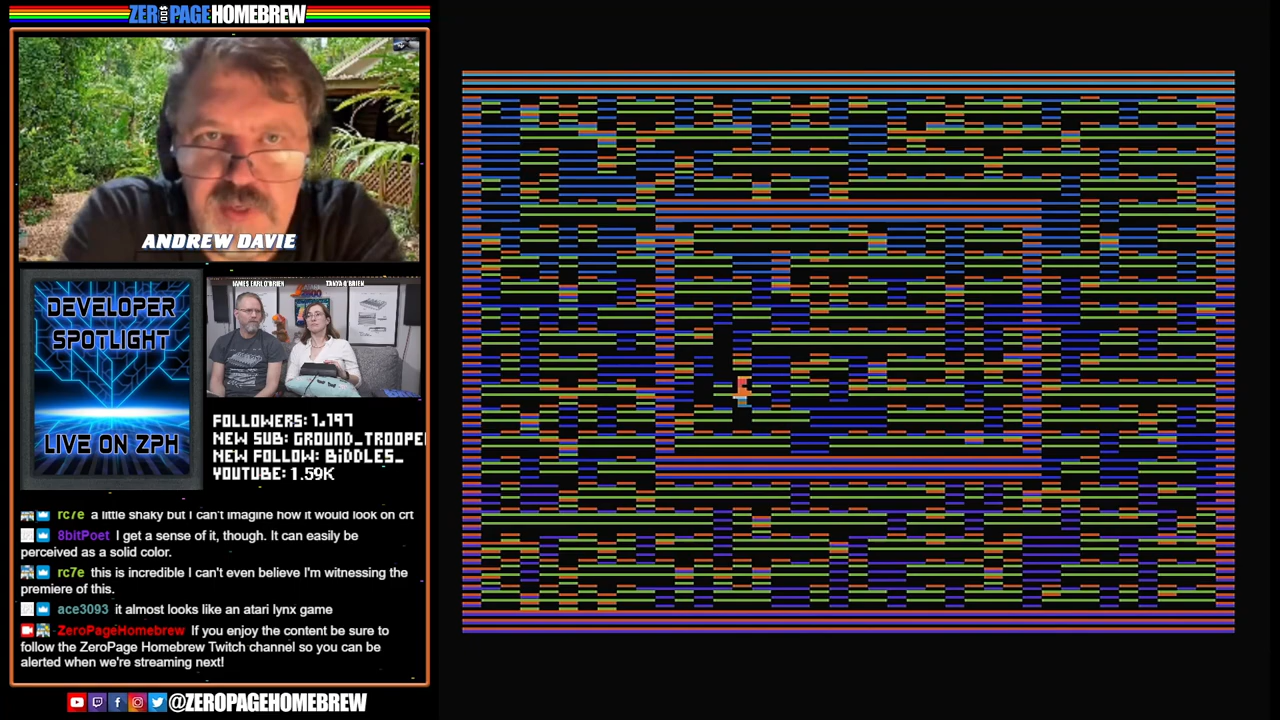 ZERO PAGE HOMEBREW
ANDREW DAVIE
JAMES EARL O'BRIEN
TANYA O'BRIEN
DEVELOPER
SPOTLIGHT
LIVE ON ZPH
FOLLOWERS: 1,197
NEW SUB: GROUND_TROOPE
NEW FOLLOW: BIDDLES_
YOUTUBE: 1.59K
rc7e a little shaky but I can't imagine how it would look on crt
8bitPoet I get a sense of it, though. It can easily be
perceived as a solid color.
rc7e this is incredible I can't even believe I'm witnessing the
premiere of this.
ace3093 it almost looks like an atari lynx game
ZeroPageHomebrew If you enjoy the content be sure to
follow the ZeroPage Homebrew Twitch channel so you can be
alerted when we're streaming next!
@ZEROPAGEHOMEBREW